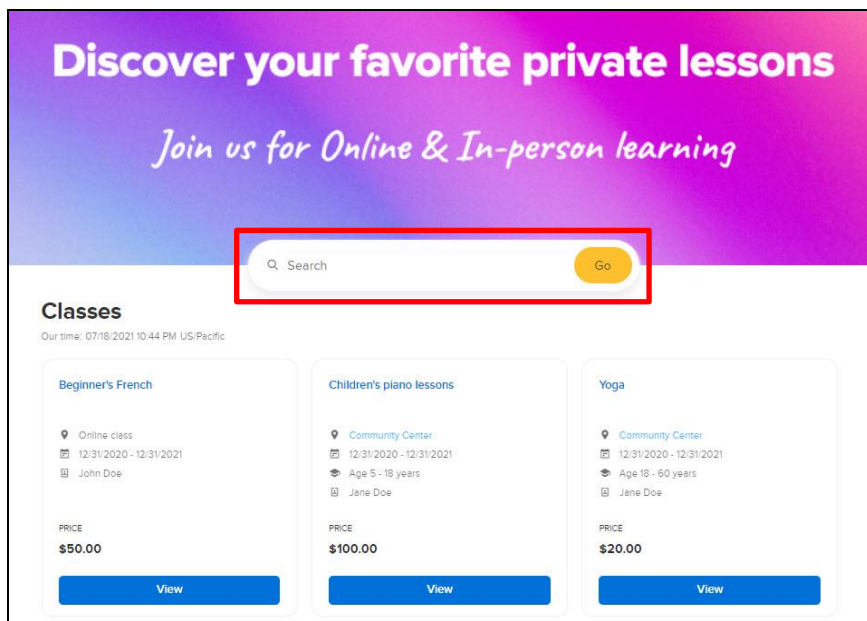 Discover your favorite private lessons
Join us for Online & In-person learning
Search
Go
Classes
Our time: 07/18/2021 10:44 PM US/Pacific
Beginner's French
Online class
12/31/2020 - 12/31/2021
John Doe
PRICE
$50.00
View
Children's piano lessons
Community Center
12/31/2020 - 12/31/2021
Age 5 - 18 years
Jane Doe
PRICE
$100.00
View
Yoga
Community Center
12/31/2020 - 12/31/2021
Age 18 - 60 years
Jane Doe
PRICE
$20.00
View